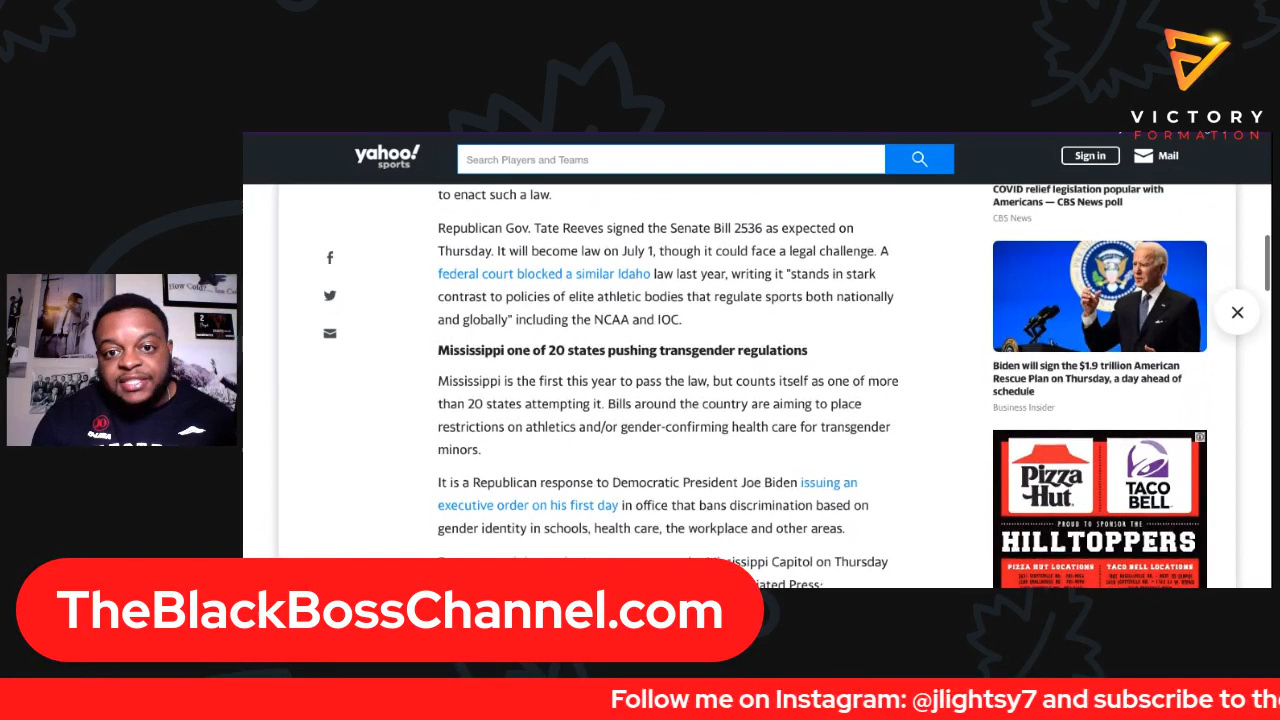 VICTORY
FORMATION
yahoo!
sports
Search Players and Teams
Sign in
Mail
to enact such a law.
Republican Gov. Tate Reeves signed the Senate Bill 2536 as expected on
Thursday. It will become law on July 1, though it could face a legal challenge. A
federal court blocked a similar Idaho law last year, writing it "stands in stark
contrast to policies of elite athletic bodies that regulate sports both nationally
and globally" including the NCAA and IOC.
Mississippi one of 20 states pushing transgender regulations
Mississippi is the first this year to pass the law, but counts itself as one of more
than 20 states attempting it. Bills around the country are aiming to place
restrictions on athletics and/or gender-confirming health care for transgender
minors.
It is a Republican response to Democratic President Joe Biden issuing an
executive order on his first day in office that bans discrimination based on
gender identity in schools, health care, the workplace and other areas.
ssissippi Capitol on Thursday
iated Press:
COVID relief legislation popular with
Americans — CBS News poll
CBS News
Biden will sign the $1.9 trillion American
Rescue Plan on Thursday, a day ahead of
schedule
Business Insider
Pizza
Hut
TACO
BELL
PROUD TO SPONSOR THE
HILLTOPPERS
PIZZA HUT LOCATIONS
TACO BELL LOCATIONS
TheBlackBossChannel.com
Follow me on Instagram: @jlightsy7 and subscribe to th